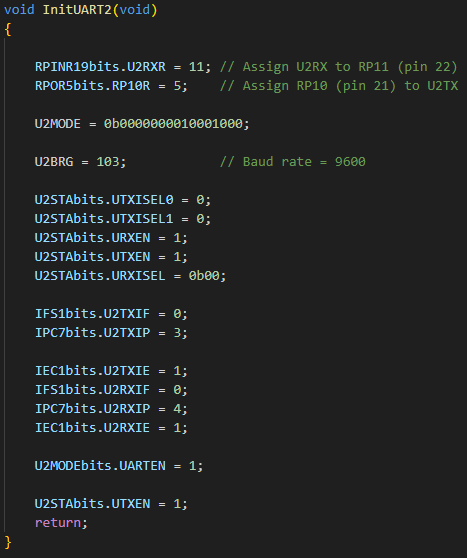 void InitUART2(void)
{
RPINR19bits.U2RXR = 11; // Assign U2RX to RP11 (pin 22)
RPOR5bits.RP10R = 5; // Assign RP10 (pin 21) to U2TX
U2MODE = 0b0000000010001000;
U2BRG = 103; // Baud rate = 9600
U2STAbits.UTXISEL0 = 0;
U2STAbits.UTXISEL1 = 0;
U2STAbits.URXEN = 1;
U2STAbits.UTXEN = 1;
U2STAbits.URXISEL = 0b00;
IFS1bits.U2TXIF = 0;
IPC7bits.U2TXIP = 3;
IEC1bits.U2TXIE = 1;
IFS1bits.U2RXIF = 0;
IPC7bits.U2RXIP = 4;
IEC1bits.U2RXIE = 1;
U2MODEbits.UARTEN = 1;
U2STAbits.UTXEN = 1;
return;
}